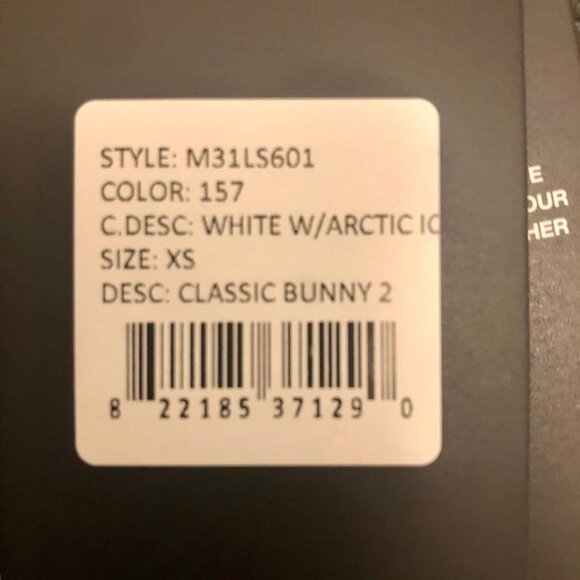 STYLE: M31LS601
COLOR: 157
C.DESC: WHITE W/ARCTIC IC
SIZE: XS
DESC: CLASSIC BUNNY 2
8 22185 37129 0
E
OUR
HER